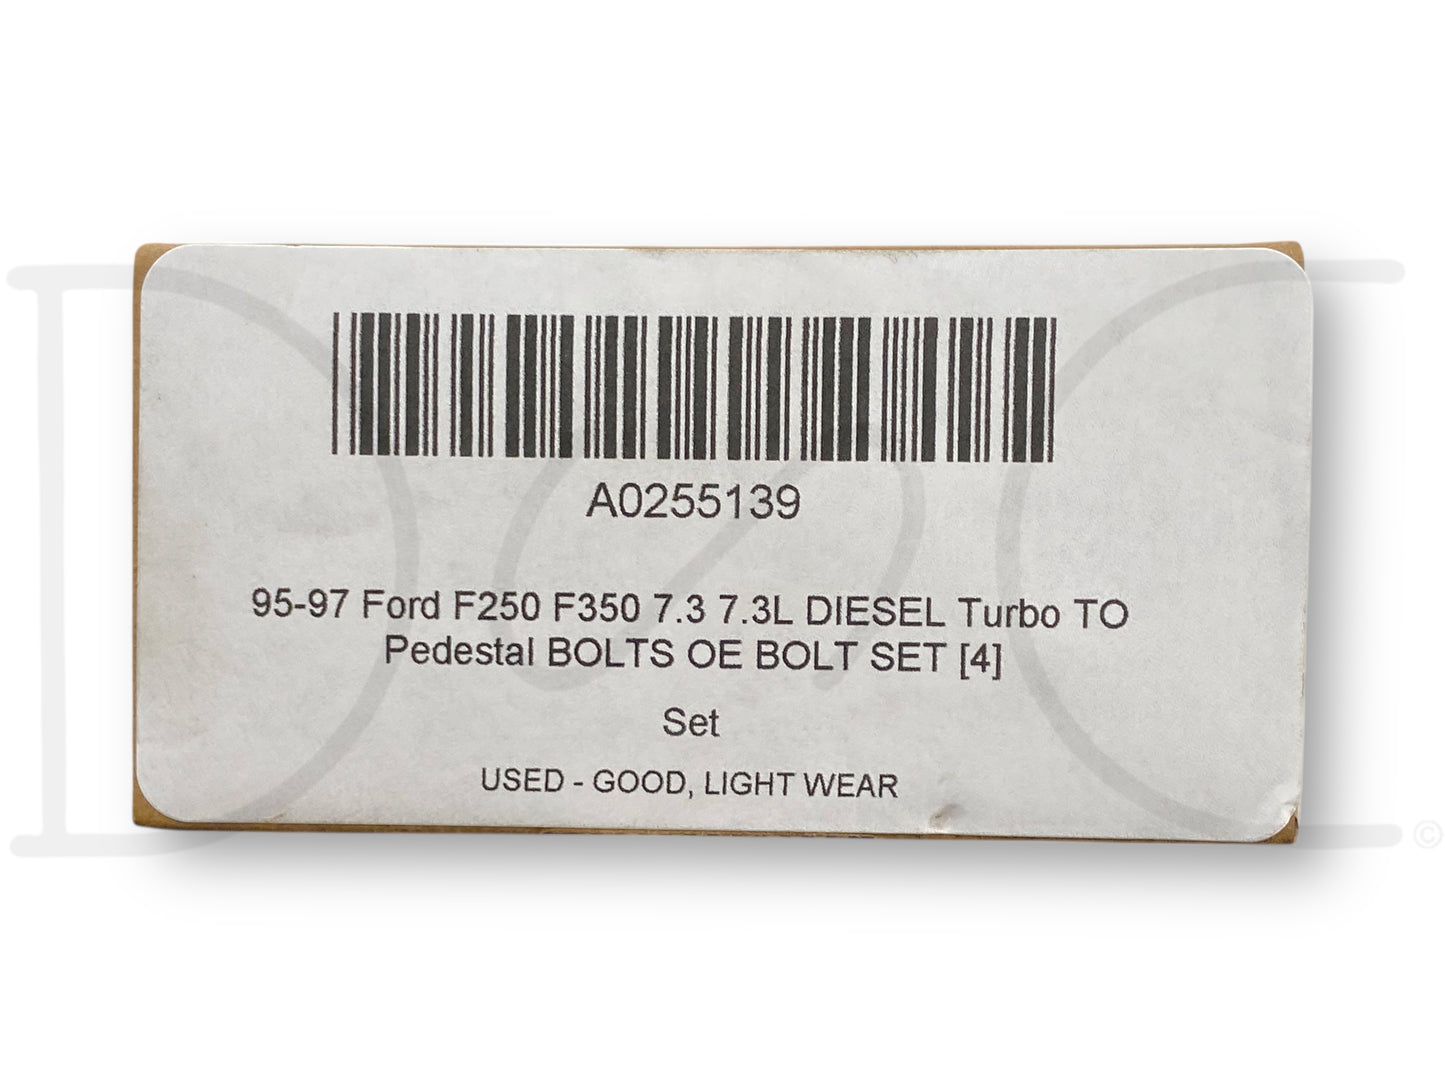 A0255139
95-97 Ford F250 F350 7.3 7.3L DIESEL Turbo TO
Pedestal BOLTS OE BOLT SET [4]
Set
USED - GOOD, LIGHT WEAR
©